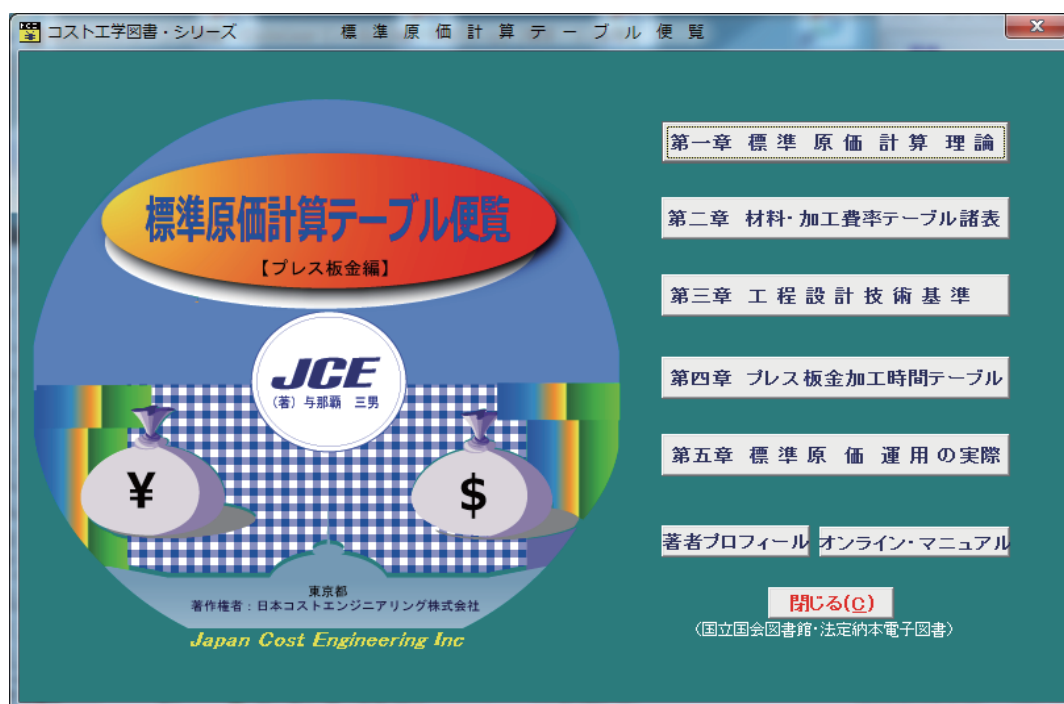 コスト工学図書・シリーズ 標準原価計算テーブル便覧
標準原価計算テーブル便覧
【プレス板金編】
JCE
(著) 与那覇 三男
¥
$
東京都
著作権者：日本コストエンジニアリング株式会社
Japan Cost Engineering Inc
第一章 標準 原価 計算 理論
第二章 材料・加工費率テーブル諸表
第三章 工程設計技術基準
第四章 プレス板金加工時間テーブル
第五章 標準原価 運用の実際
著者プロフィール オンライン・マニュアル
閉じる(C)
（国立国会図書館・法定納本電子図書）